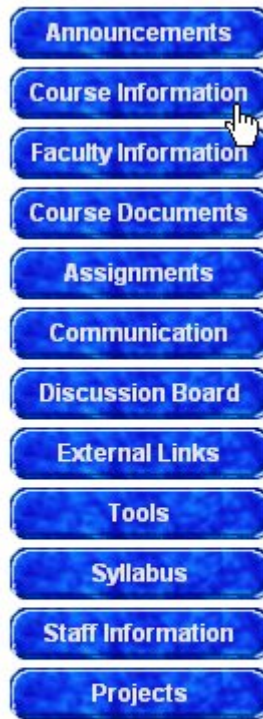 Announcements
Course Information
Faculty Information
Course Documents
Assignments
Communication
Discussion Board
External Links
Tools
Syllabus
Staff Information
Projects